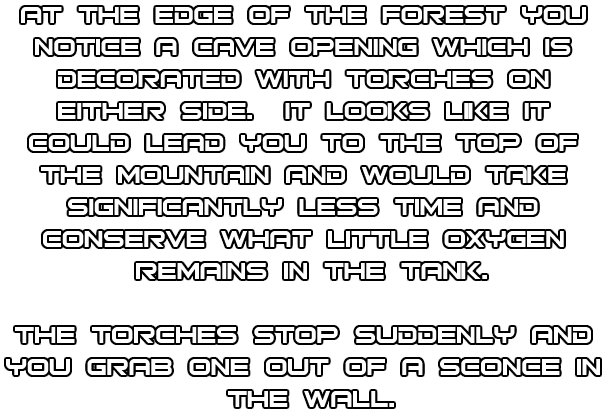 AT THE EDGE OF THE FOREST YOU
NOTICE A CAVE OPENING WHICH IS
DECORATED WITH TORCHES ON
EITHER SIDE. IT LOOKS LIKE IT
COULD LEAD YOU TO THE TOP OF
THE MOUNTAIN AND WOULD TAKE
SIGNIFICANTLY LESS TIME AND
CONSERVE WHAT LITTLE OXYGEN
REMAINS IN THE TANK.
THE TORCHES STOP SUDDENLY AND
YOU GRAB ONE OUT OF A SCONCE IN
THE WALL.